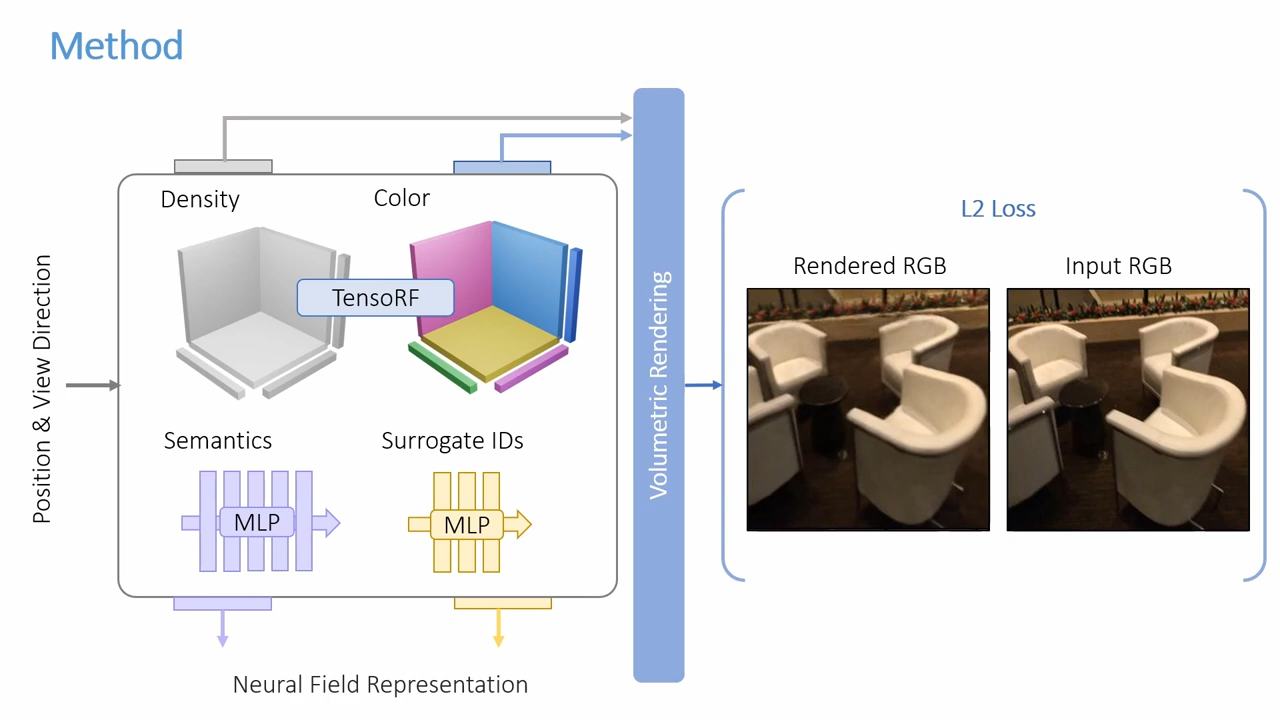 Method
Position & View Direction
Density
Color
TensoRF
Semantics
Surrogate IDs
MLP
MLP
Neural Field Representation
Volumetric Rendering
L2 Loss
Rendered RGB
Input RGB